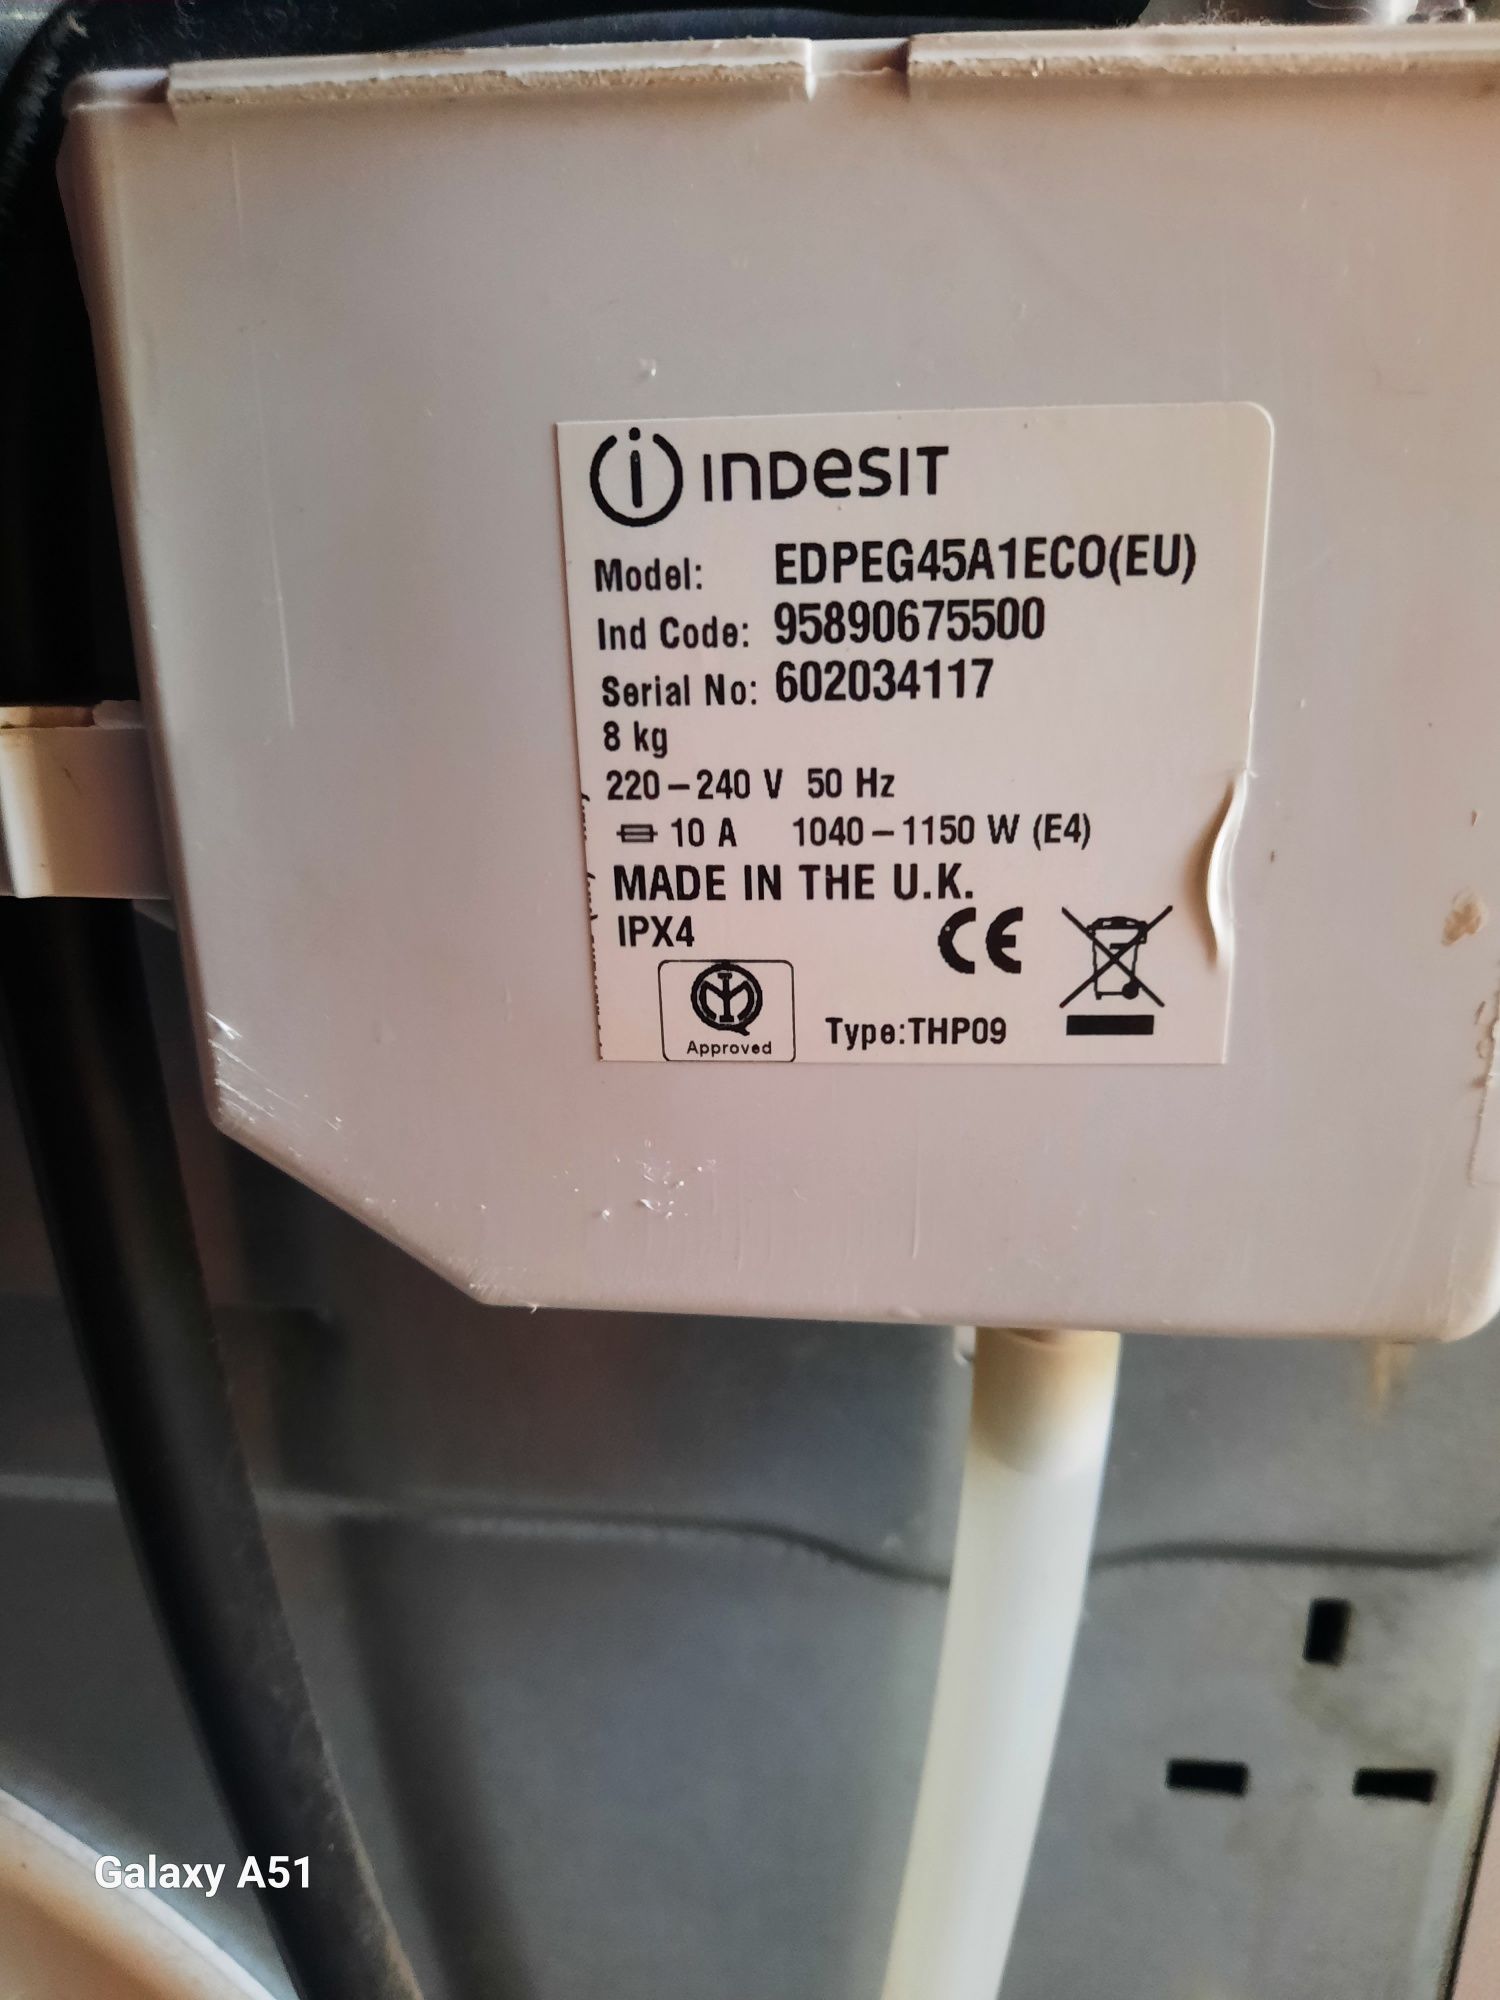 INDESIT
Model: EDPEG45A1ECO(EU)
Ind Code: 95890675500
Serial No: 602034117
8 kg
220–240 V 50 Hz
10 A 1040–1150 W (E4)
MADE IN THE U.K.
IPX4
CE
IMQ
Approved
Type:THP09
Galaxy A51